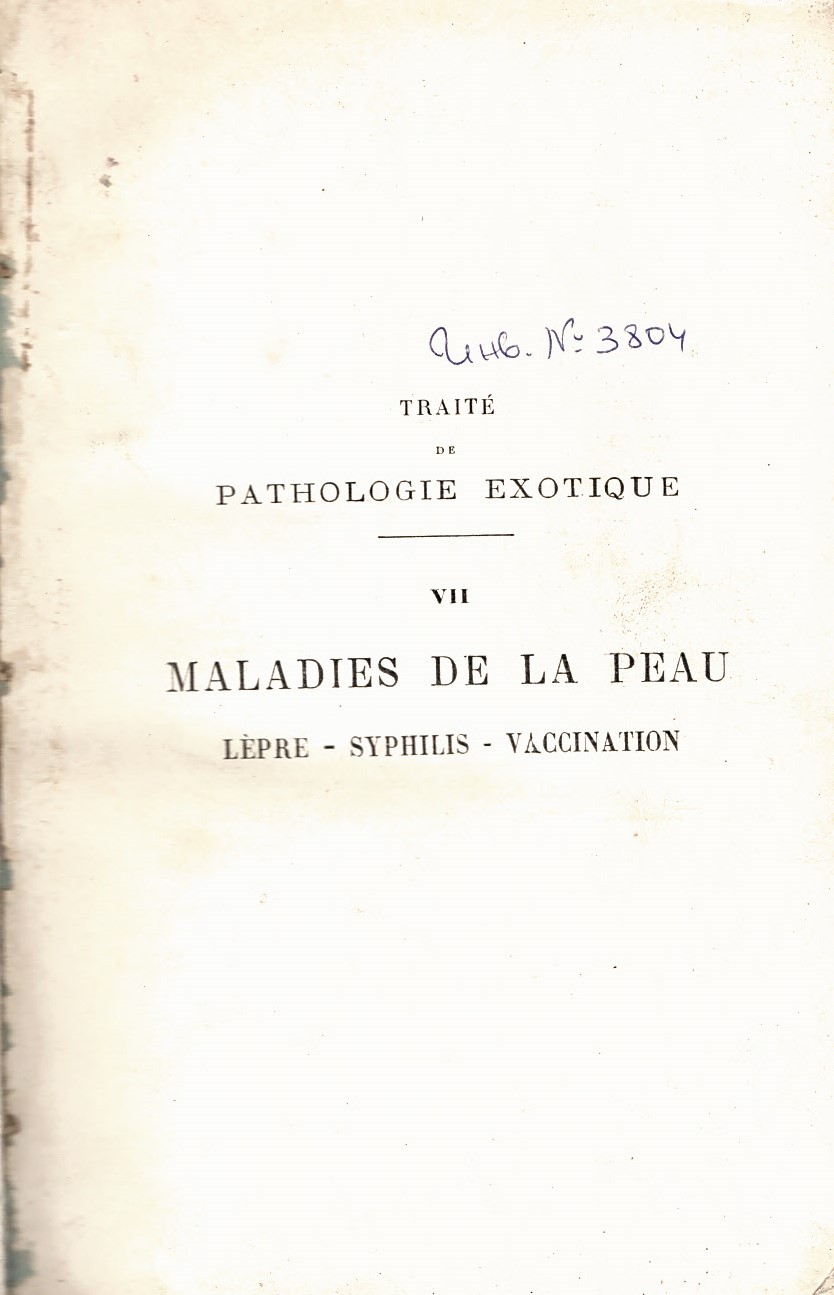 Инв. № 3804
TRAITÉ
DE
PATHOLOGIE EXOTIQUE
VII
MALADIES DE LA PEAU
LÈPRE - SYPHILIS - VACCINATION